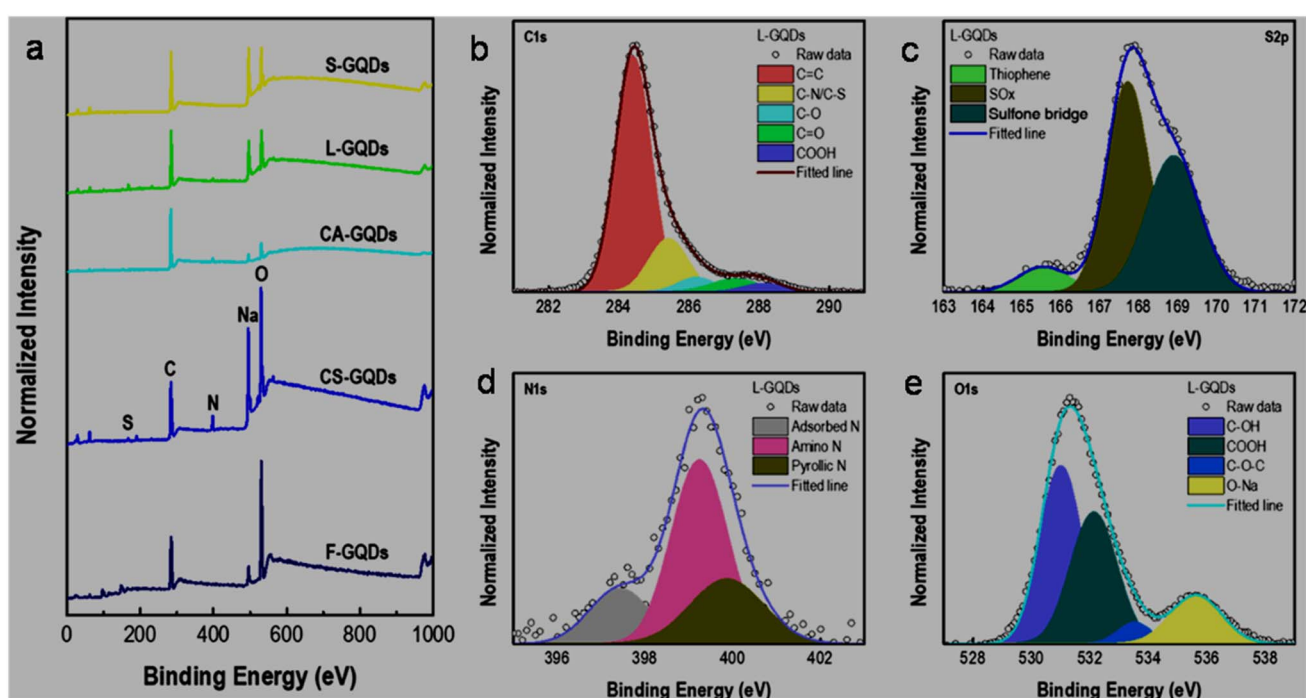 a
S-GQDs
L-GQDs
CA-GQDs
O
Na
C
CS-GQDs
N
S
F-GQDs
Normalized Intensity
0 200 400 600 800 1000
Binding Energy (eV)
b
C1s
L-GQDs
Raw data
C=C
C-N/C-S
C-O
C=O
COOH
Fitted line
Normalized Intensity
282 284 286 288 290
Binding Energy (eV)
c
L-GQDs
S2p
Raw data
Thiophene
SOx
Sulfone bridge
Fitted line
Normalized Intensity
163 164 165 166 167 168 169 170 171 172
Binding Energy (eV)
d
N1s
L-GQDs
Raw data
Adsorbed N
Amino N
Pyrollic N
Fitted line
Normalized Intensity
396 398 400 402
Binding Energy (eV)
e
O1s
L-GQDs
Raw data
C-OH
COOH
C-O-C
O-Na
Fitted line
Normalized Intensity
528 530 532 534 536 538
Binding Energy (eV)